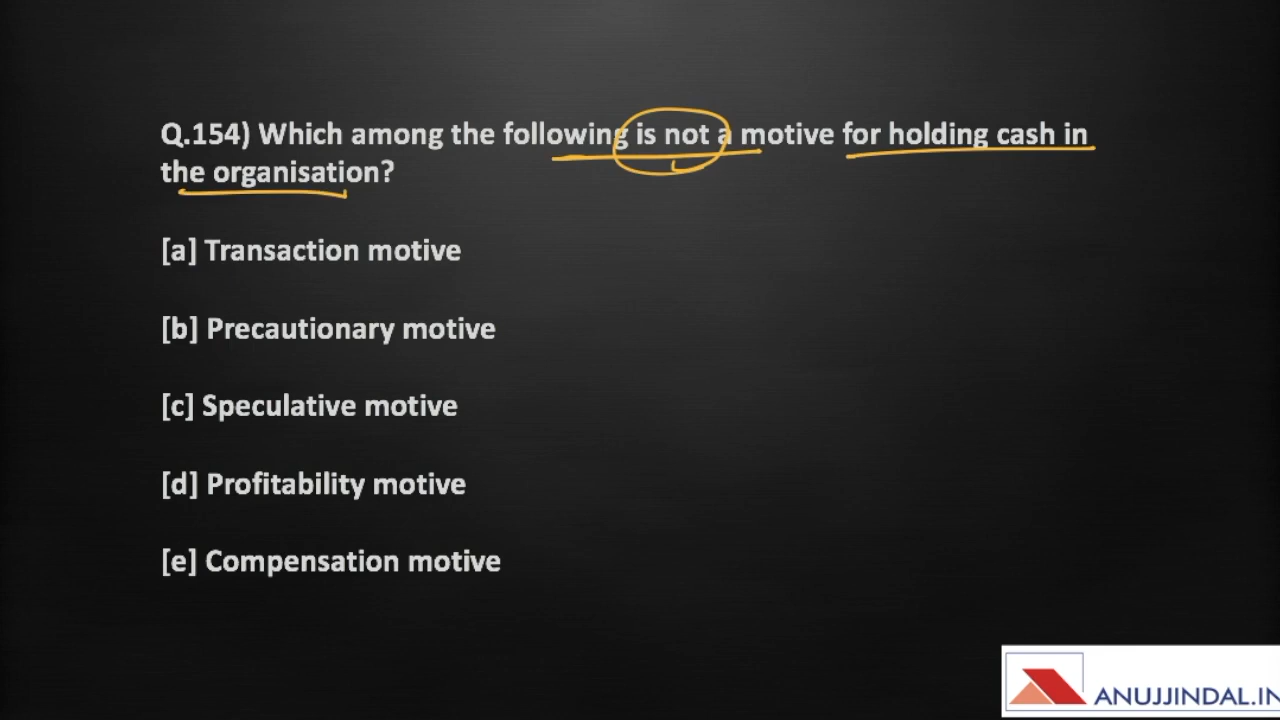 Q.154) Which among the following is not a motive for holding cash in
the organisation?
[a] Transaction motive
[b] Precautionary motive
[c] Speculative motive
[d] Profitability motive
[e] Compensation motive
ANUJJINDAL.IN